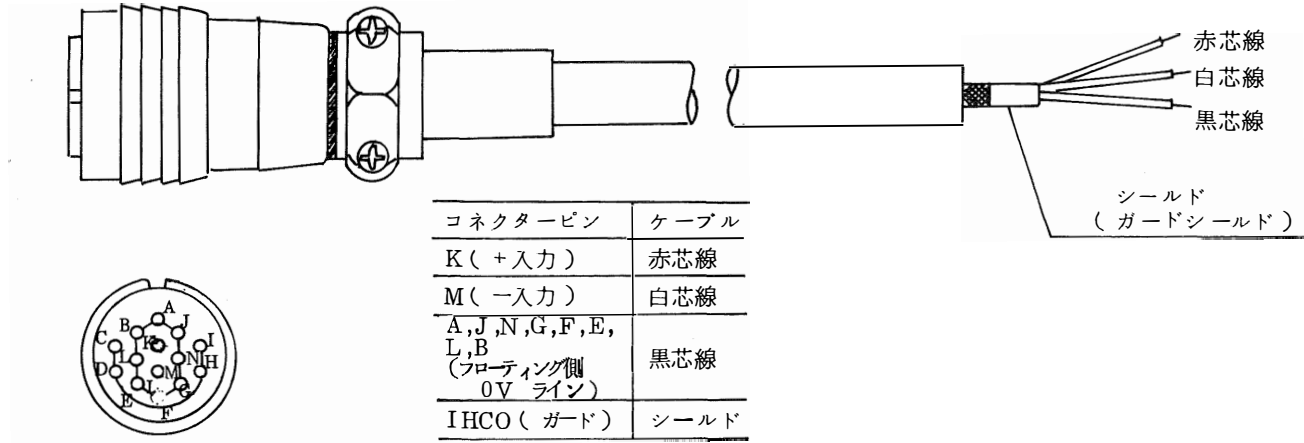 赤芯線
白芯線
黒芯線
シールド
( ガードシールド )
コネクターピン ケーブル
K ( +入力 ) 赤芯線
M ( 一入力 ) 白芯線
A,J,N,G,F,E,
L,B
(フローティング側
0V ライン)
黒芯線
IHCO ( ガード ) シールド
A
B
J
C
K
I
L
N
H
D
M
J
G
E
F